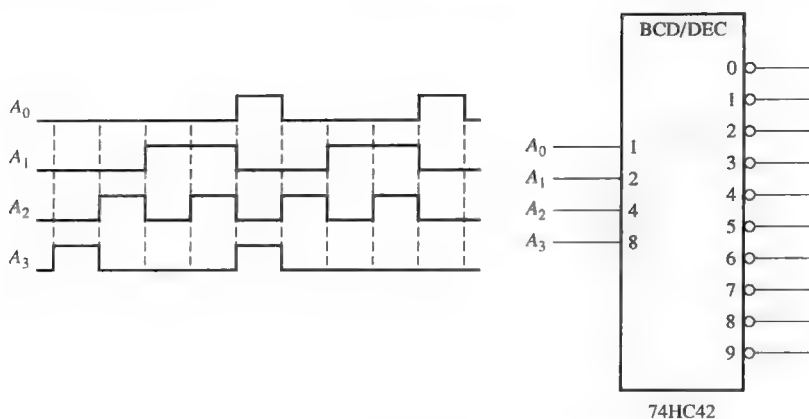 A₀
A₁
A₂
A₃
BCD/DEC
A₀ 1
A₁ 2
A₂ 4
A₃ 8
0
1
2
3
4
5
6
7
8
9
74HC42